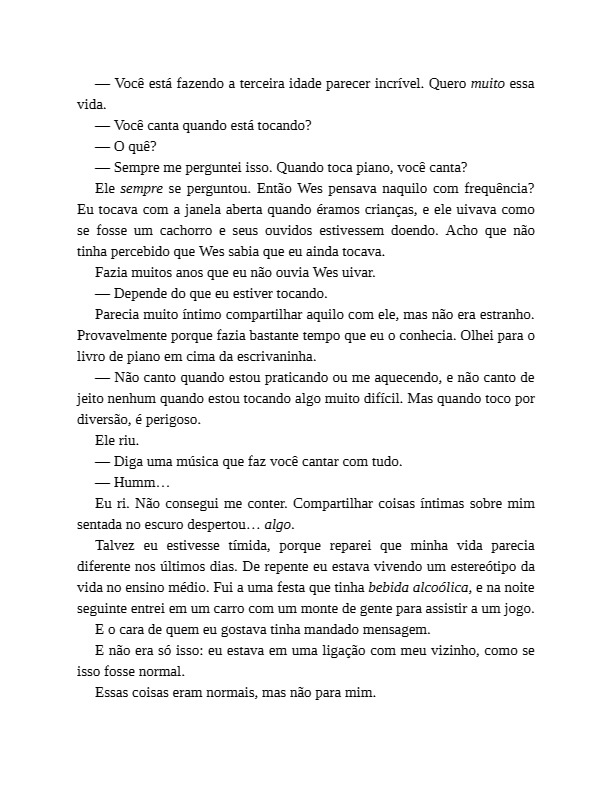 — Você está fazendo a terceira idade parecer incrível. Quero muito essa
vida.
— Você canta quando está tocando?
— O quê?
— Sempre me perguntei isso. Quando toca piano, você canta?
Ele sempre se perguntou. Então Wes pensava naquilo com frequência?
Eu tocava com a janela aberta quando éramos crianças, e ele uivava como
se fosse um cachorro e seus ouvidos estivessem doendo. Acho que não
tinha percebido que Wes sabia que eu ainda tocava.
Fazia muitos anos que eu não ouvia Wes uivar.
— Depende do que eu estiver tocando.
Parecia muito íntimo compartilhar aquilo com ele, mas não era estranho.
Provavelmente porque fazia bastante tempo que eu o conhecia. Olhei para o
livro de piano em cima da escrivaninha.
— Não canto quando estou praticando ou me aquecendo, e não canto de
jeito nenhum quando estou tocando algo muito difícil. Mas quando toco por
diversão, é perigoso.
Ele riu.
— Diga uma música que faz você cantar com tudo.
— Humm…
Eu ri. Não consegui me conter. Compartilhar coisas íntimas sobre mim
sentada no escuro despertou… algo.
Talvez eu estivesse tímida, porque reparei que minha vida parecia
diferente nos últimos dias. De repente eu estava vivendo um estereótipo da
vida no ensino médio. Fui a uma festa que tinha bebida alcoólica, e na noite
seguinte entrei em um carro com um monte de gente para assistir a um jogo.
E o cara de quem eu gostava tinha mandado mensagem.
E não era só isso: eu estava em uma ligação com meu vizinho, como se
isso fosse normal.
Essas coisas eram normais, mas não para mim.